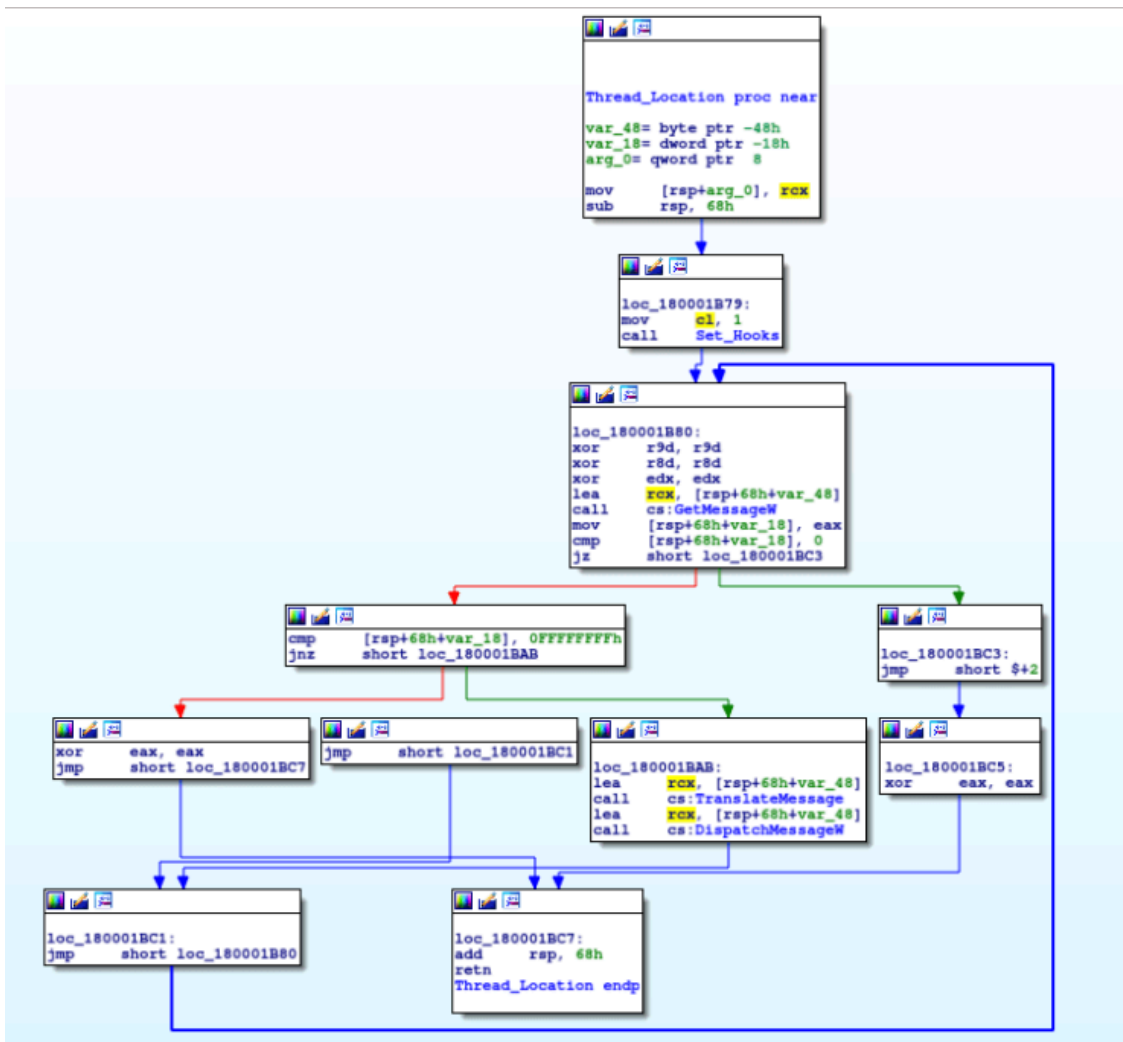 Thread_Location proc near
var_48= byte ptr -48h
var_18= dword ptr -18h
arg_0= qword ptr  8
mov     [rsp+arg_0], rcx
sub     rsp, 68h
loc_180001B79:
mov     cl, 1
call    Set_Hooks
loc_180001B80:
xor     r9d, r9d
xor     r8d, r8d
xor     edx, edx
lea     rcx, [rsp+68h+var_48]
call    cs:GetMessageW
mov     [rsp+68h+var_18], eax
cmp     [rsp+68h+var_18], 0
jz      short loc_180001BC3
cmp     [rsp+68h+var_18], 0FFFFFFFFh
jnz     short loc_180001BAB
loc_180001BC3:
jmp     short $+2
xor     eax, eax
jmp     short loc_180001BC7
jmp     short loc_180001BC1
loc_180001BAB:
lea     rcx, [rsp+68h+var_48]
call    cs:TranslateMessage
lea     rcx, [rsp+68h+var_48]
call    cs:DispatchMessageW
loc_180001BC5:
xor     eax, eax
loc_180001BC1:
jmp     short loc_180001B80
loc_180001BC7:
add     rsp, 68h
retn
Thread_Location endp